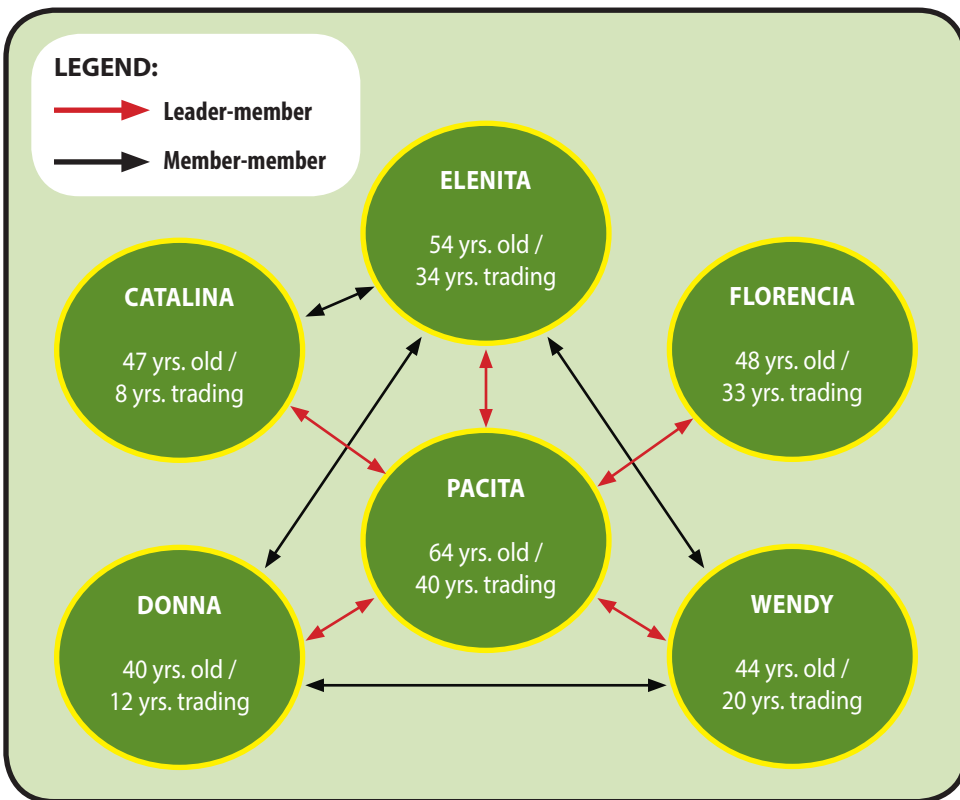 LEGEND:
Leader-member
Member-member
ELENITA
54 yrs. old /
34 yrs. trading
CATALINA
47 yrs. old /
8 yrs. trading
FLORENCIA
48 yrs. old /
33 yrs. trading
PACITA
64 yrs. old /
40 yrs. trading
DONNA
40 yrs. old /
12 yrs. trading
WENDY
44 yrs. old /
20 yrs. trading